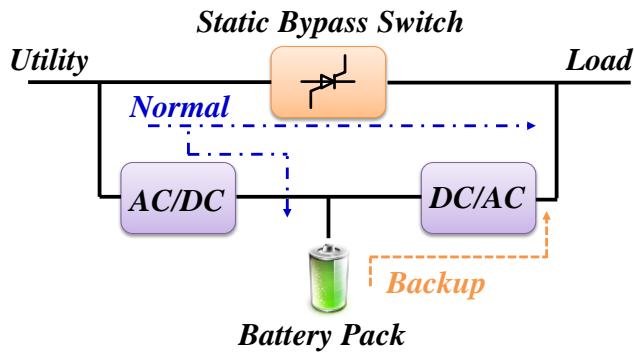 Static Bypass Switch
Utility
Load
Normal
AC/DC
DC/AC
Backup
Battery Pack